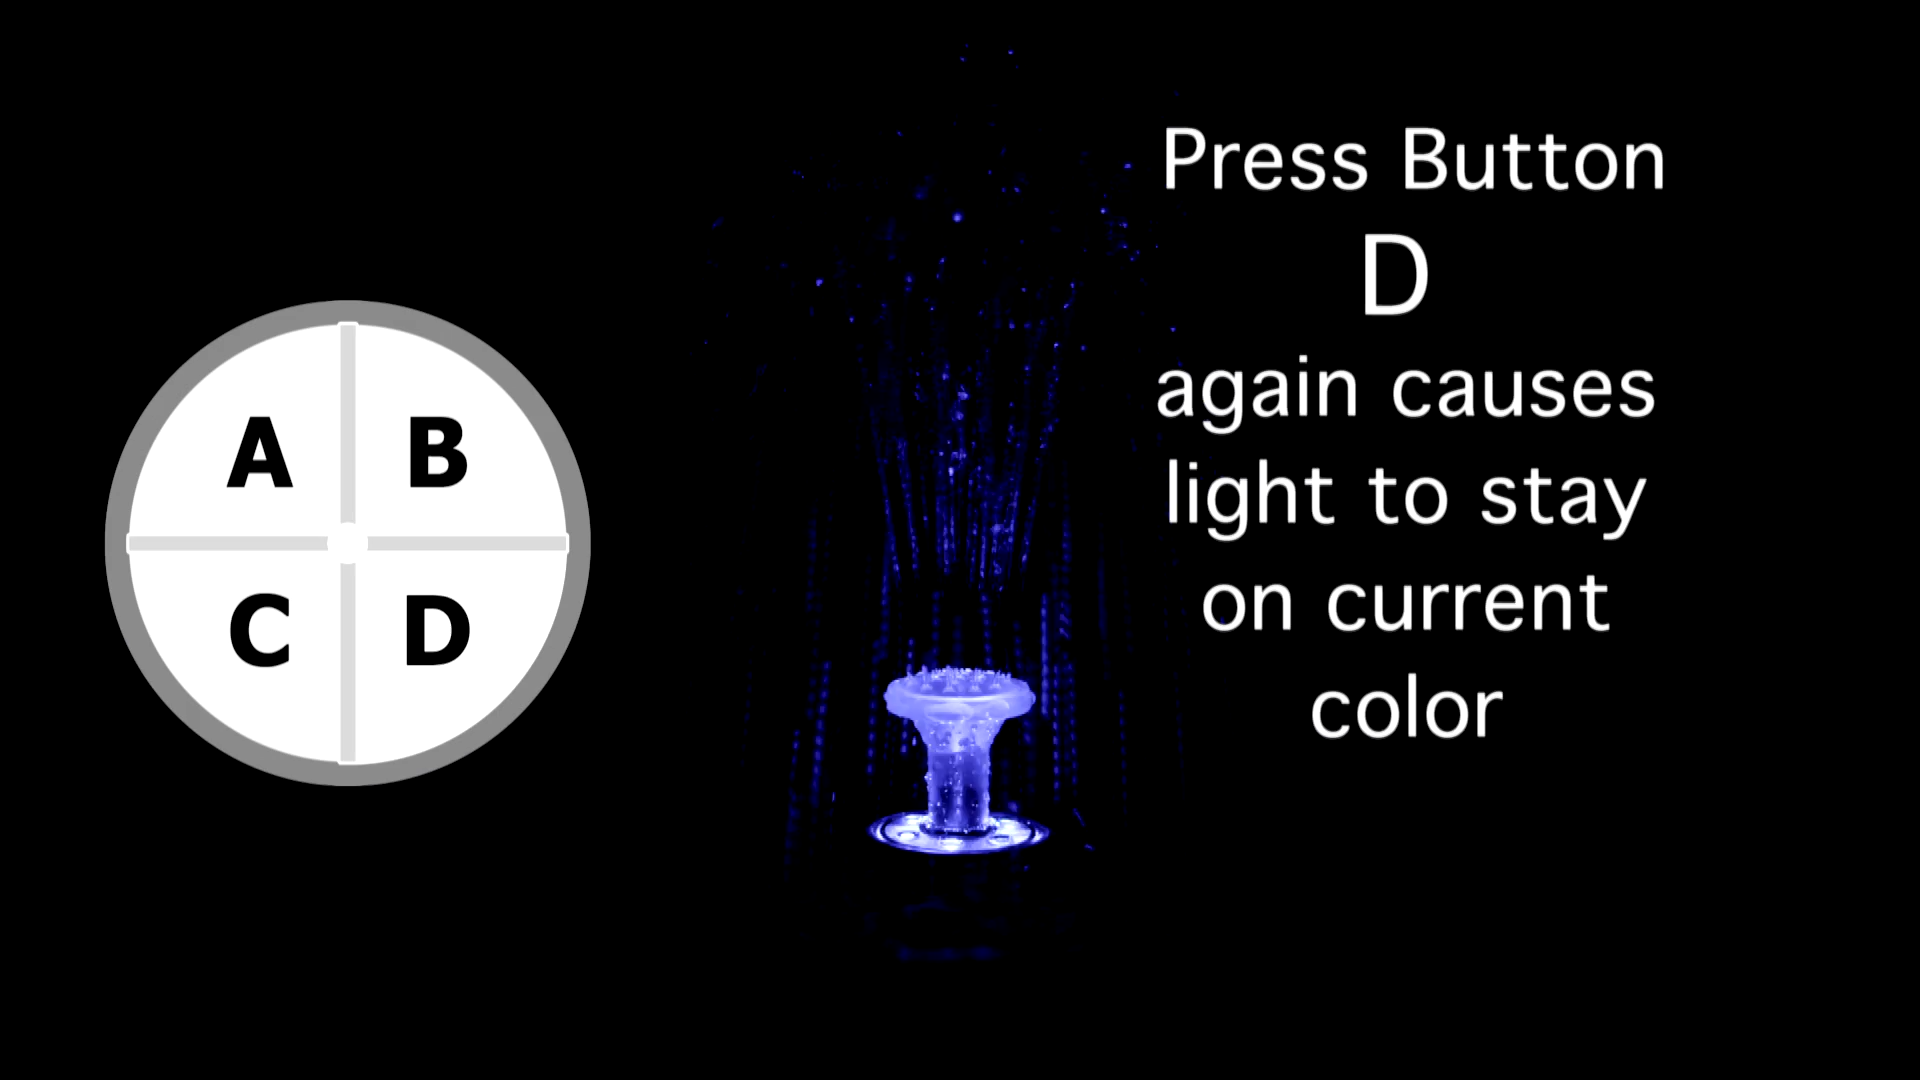 A B
C D
Press Button
D
again causes
light to stay
on current
color